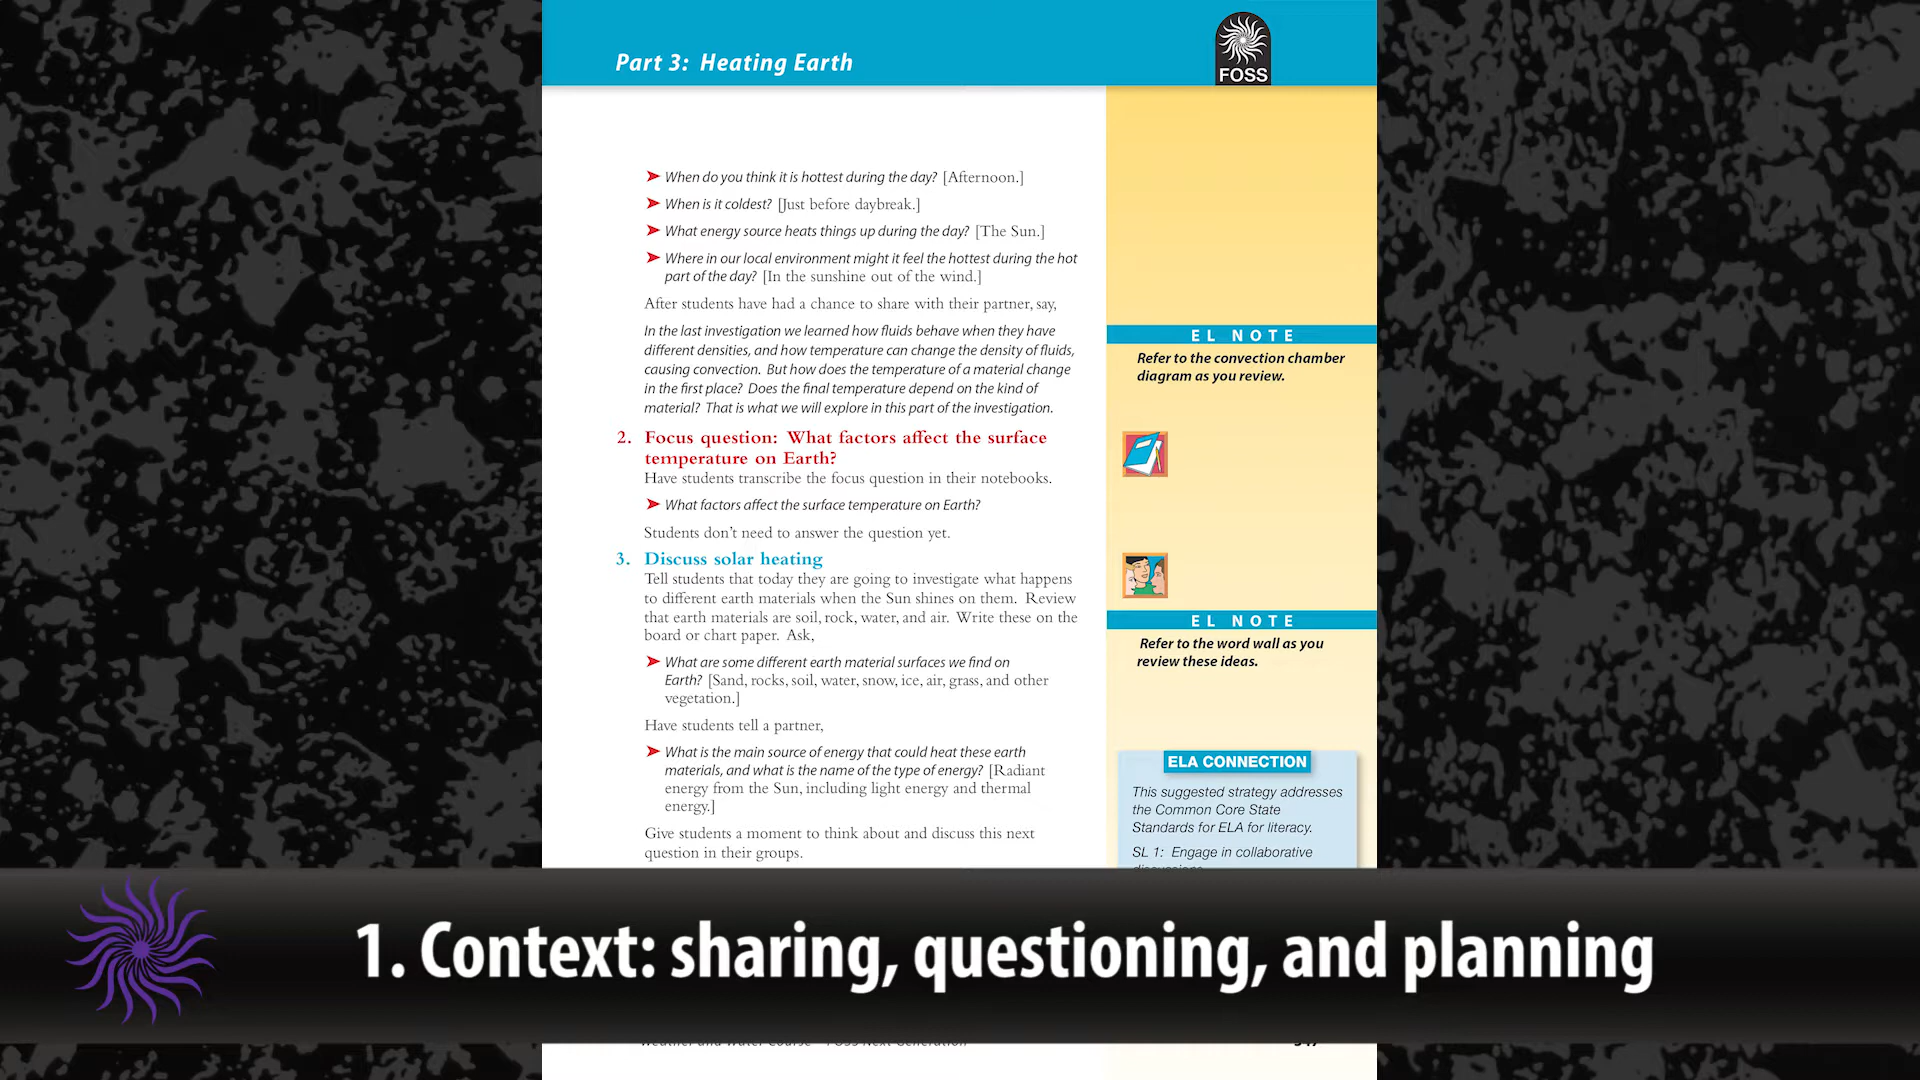 Part 3: Heating Earth
FOSS
➤ When do you think it is hottest during the day? [Afternoon.]
➤ When is it coldest? [Just before daybreak.]
➤ What energy source heats things up during the day? [The Sun.]
➤ Where in our local environment might it feel the hottest during the hot
part of the day? [In the sunshine out of the wind.]
After students have had a chance to share with their partner, say,
In the last investigation we learned how fluids behave when they have
different densities, and how temperature can change the density of fluids,
causing convection. But how does the temperature of a material change
in the first place? Does the final temperature depend on the kind of
material? That is what we will explore in this part of the investigation.
2. Focus question: What factors affect the surface
temperature on Earth?
Have students transcribe the focus question in their notebooks.
➤ What factors affect the surface temperature on Earth?
Students don't need to answer the question yet.
3. Discuss solar heating
Tell students that today they are going to investigate what happens
to different earth materials when the Sun shines on them. Review
that earth materials are soil, rock, water, and air. Write these on the
board or chart paper. Ask,
➤ What are some different earth material surfaces we find on
Earth? [Sand, rocks, soil, water, snow, ice, air, grass, and other
vegetation.]
Have students tell a partner,
➤ What is the main source of energy that could heat these earth
materials, and what is the name of the type of energy? [Radiant
energy from the Sun, including light energy and thermal
energy.]
Give students a moment to think about and discuss this next
question in their groups.
EL NOTE
Refer to the convection chamber
diagram as you review.
EL NOTE
Refer to the word wall as you
review these ideas.
ELA CONNECTION
This suggested strategy addresses
the Common Core State
Standards for ELA for literacy.
SL 1: Engage in collaborative
1. Context: sharing, questioning, and planning